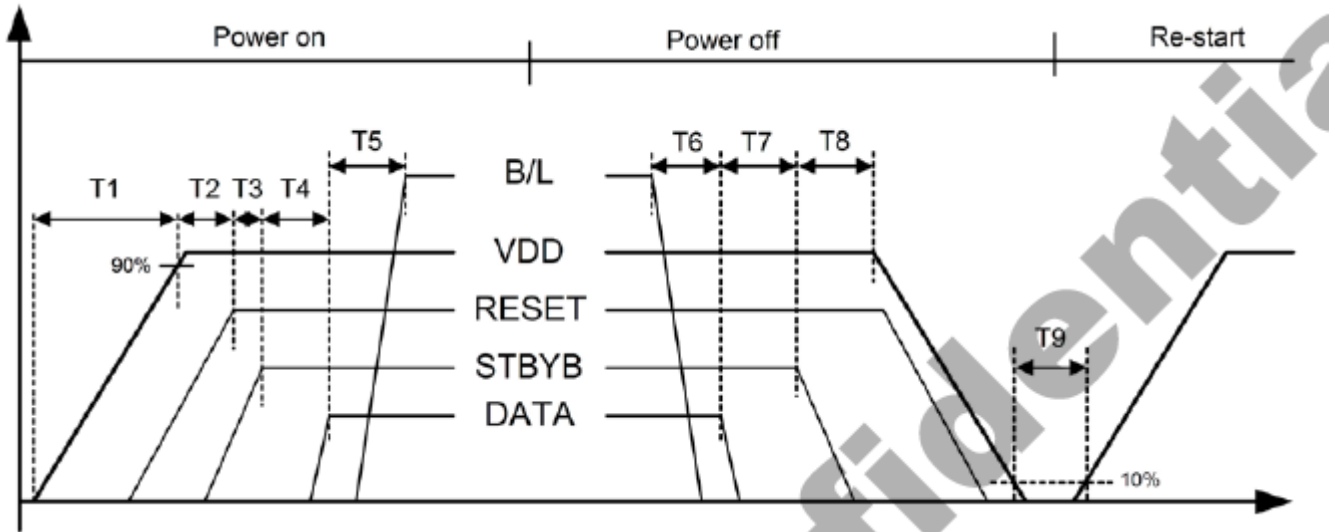 Power on Power off Re-start
T5 T6 T7 T8
B/L
T1 T2 T3 T4
VDD
90%
RESET
T9
STBYB
DATA
10%
fidentia